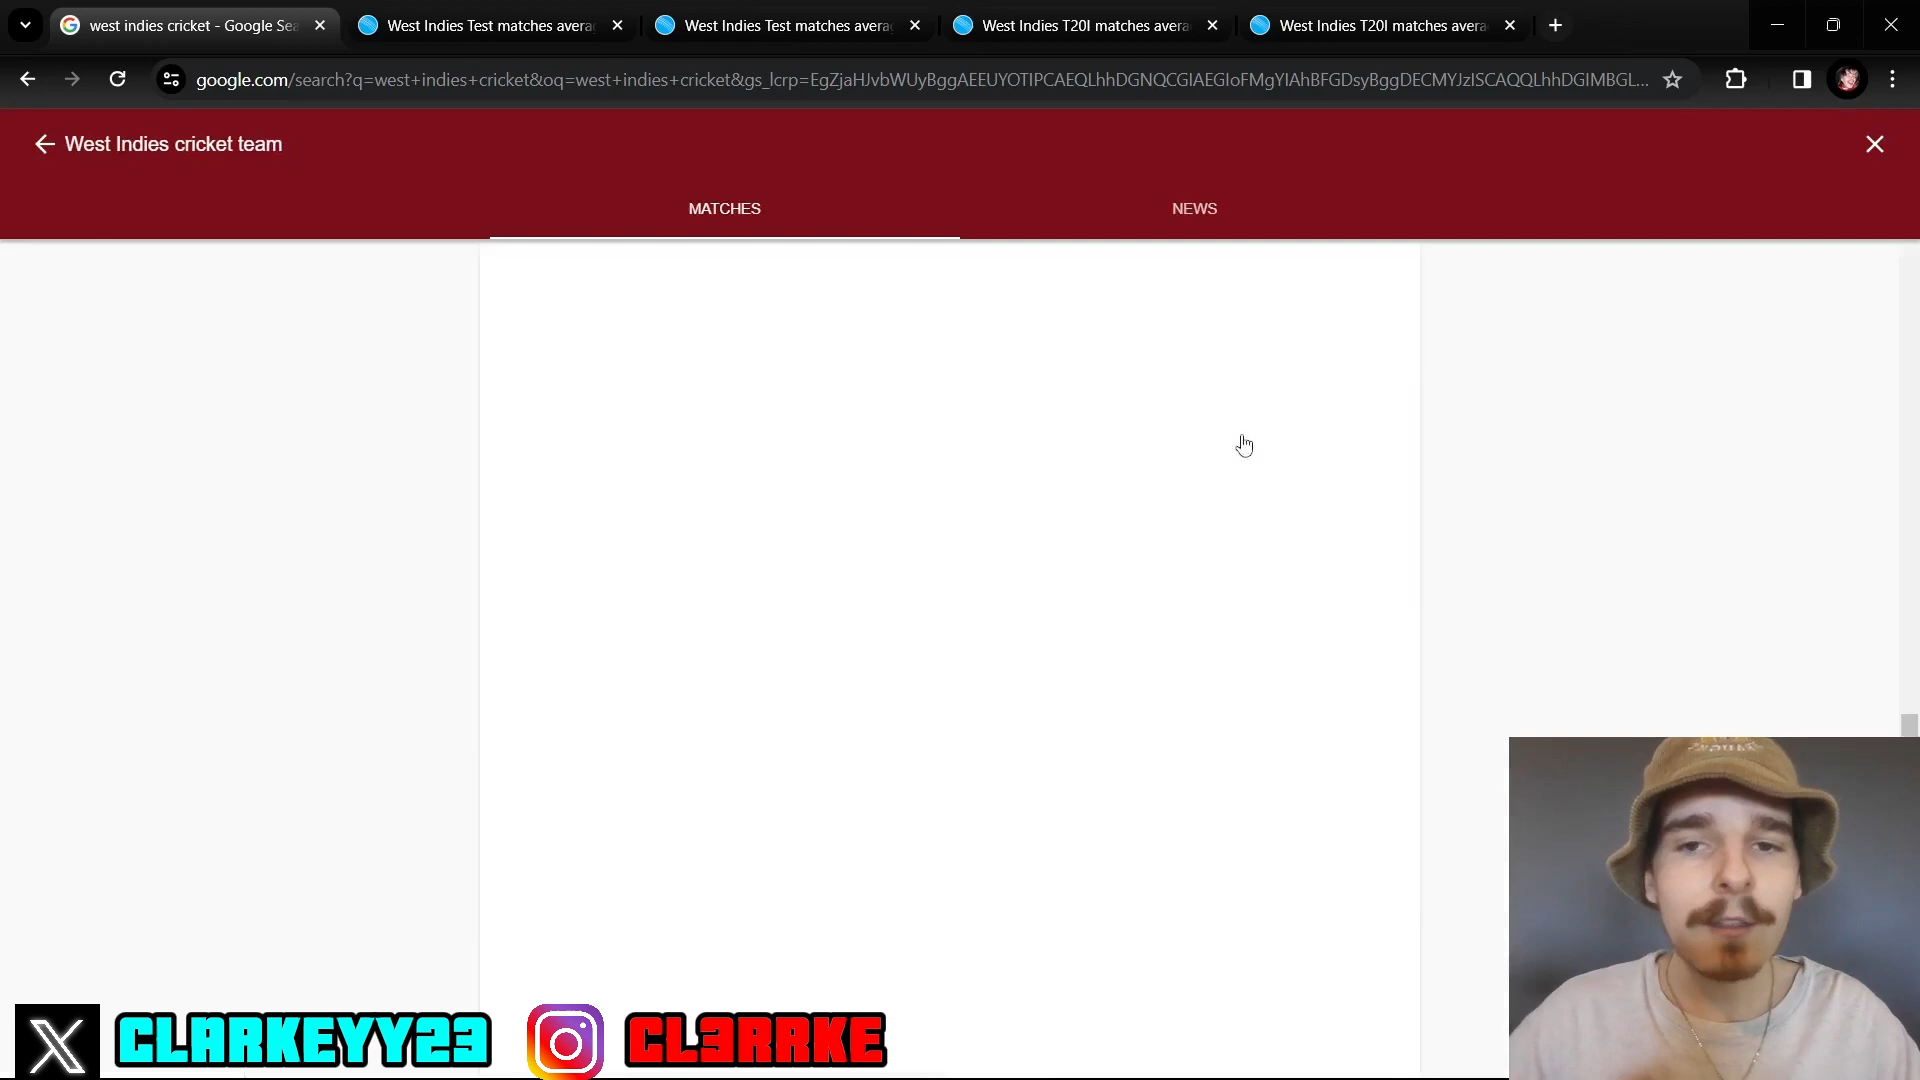 west indies cricket - Google Sea
West Indies Test matches avera
West Indies Test matches avera
West Indies T20I matches avera
West Indies T20I matches avera
google.com/search?q=west+indies+cricket&oq=west+indies+cricket&gs_lcrp=EgZjaHJvbWUyBggAEEUYOTIPCAEQLhhDGNQCGIAEGIoFMgYIAhBFGDsyBggDECMYJzISCAQQLhhDGIMBGL...
West Indies cricket team
MATCHES
NEWS
CLARKEYY23
CL3RRKE